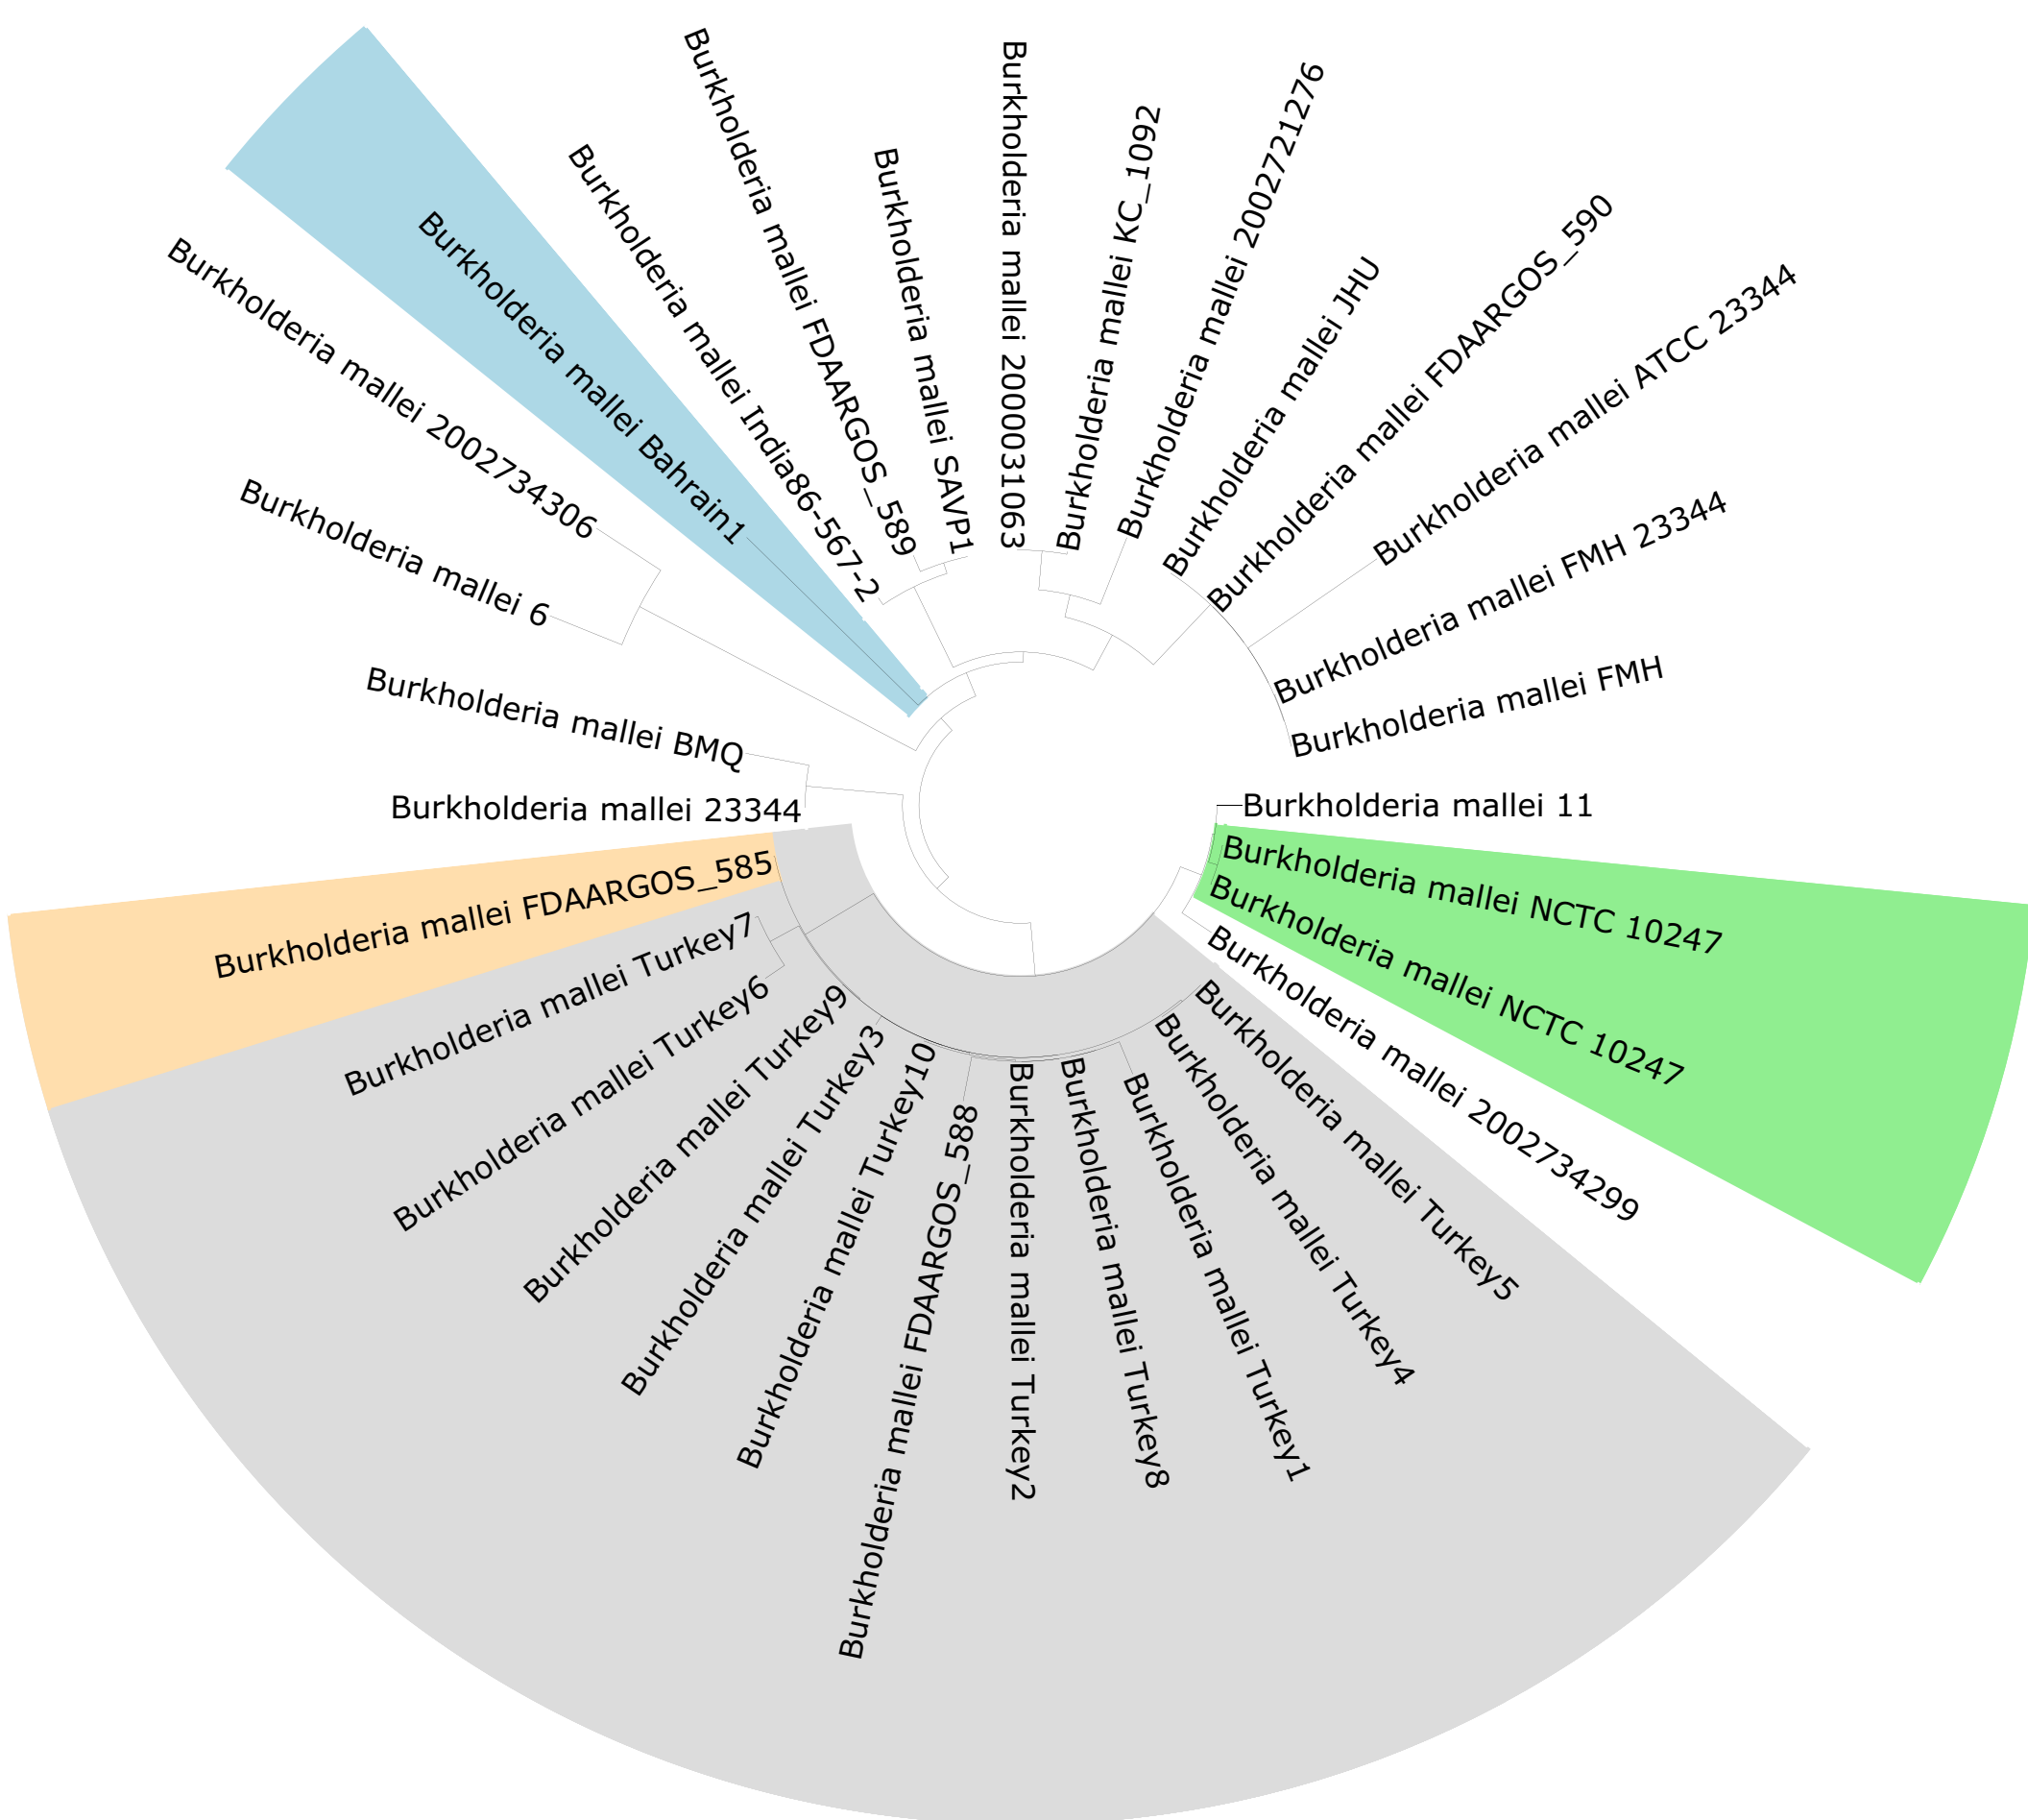 Burkholderia mallei FDAARGOS_589
Burkholderia mallei SAVP1
Burkholderia mallei 2000031063
Burkholderia mallei KC_1092
Burkholderia mallei 2002721276
Burkholderia mallei JHU
Burkholderia mallei FDAARGOS_590
Burkholderia mallei ATCC 23344
Burkholderia mallei FMH 23344
Burkholderia mallei FMH
Burkholderia mallei 11
Burkholderia mallei NCTC 10247
Burkholderia mallei NCTC 10247
Burkholderia mallei 2002734299
Burkholderia mallei Turkey5
Burkholderia mallei Turkey4
Burkholderia mallei Turkey1
Burkholderia mallei Turkey8
Burkholderia mallei Turkey2
Burkholderia mallei FDAARGOS_588
Burkholderia mallei Turkey10
Burkholderia mallei Turkey3
Burkholderia mallei Turkey9
Burkholderia mallei Turkey6
Burkholderia mallei Turkey7
Burkholderia mallei FDAARGOS_585
Burkholderia mallei 23344
Burkholderia mallei BMQ
Burkholderia mallei 6
Burkholderia mallei 2002734306
Burkholderia mallei Bahrain1
Burkholderia mallei India86-567-2